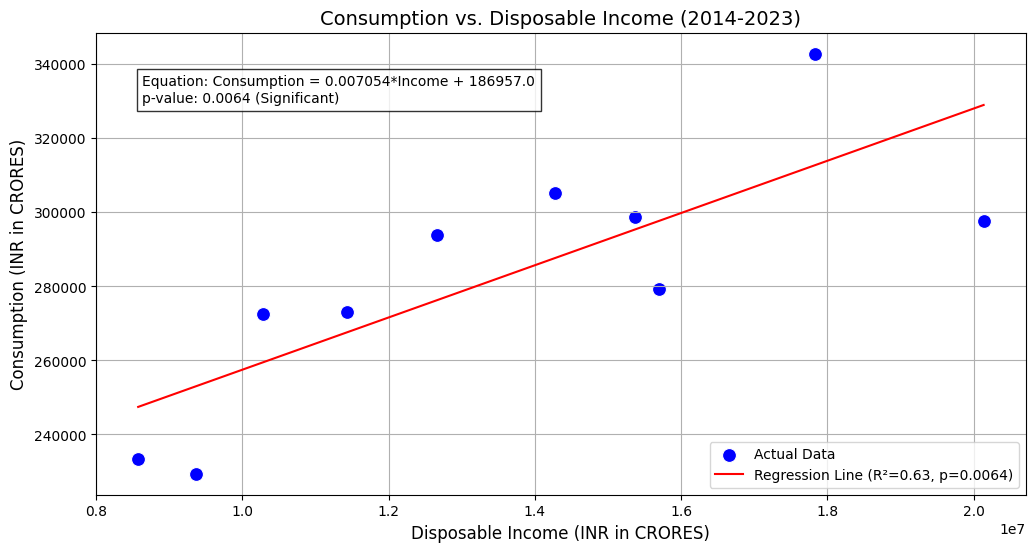 Consumption vs. Disposable Income (2014-2023)
Equation: Consumption = 0.007054*Income + 186957.0
p-value: 0.0064 (Significant)
Consumption (INR in CRORES)
340000
320000
300000
280000
260000
240000
Actual Data
Regression Line (R²=0.63, p=0.0064)
0.8 1.0 1.2 1.4 1.6 1.8 2.0
1e7
Disposable Income (INR in CRORES)